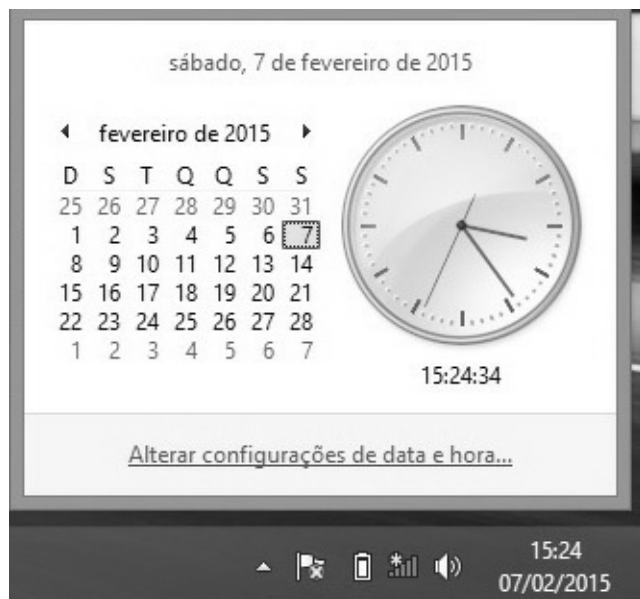 sábado, 7 de fevereiro de 2015
fevereiro de 2015
D S T Q Q S S
25 26 27 28 29 30 31
1 2 3 4 5 6 7
8 9 10 11 12 13 14
15 16 17 18 19 20 21
22 23 24 25 26 27 28
1 2 3 4 5 6 7
15:24:34
Alterar configurações de data e hora...
15:24
07/02/2015